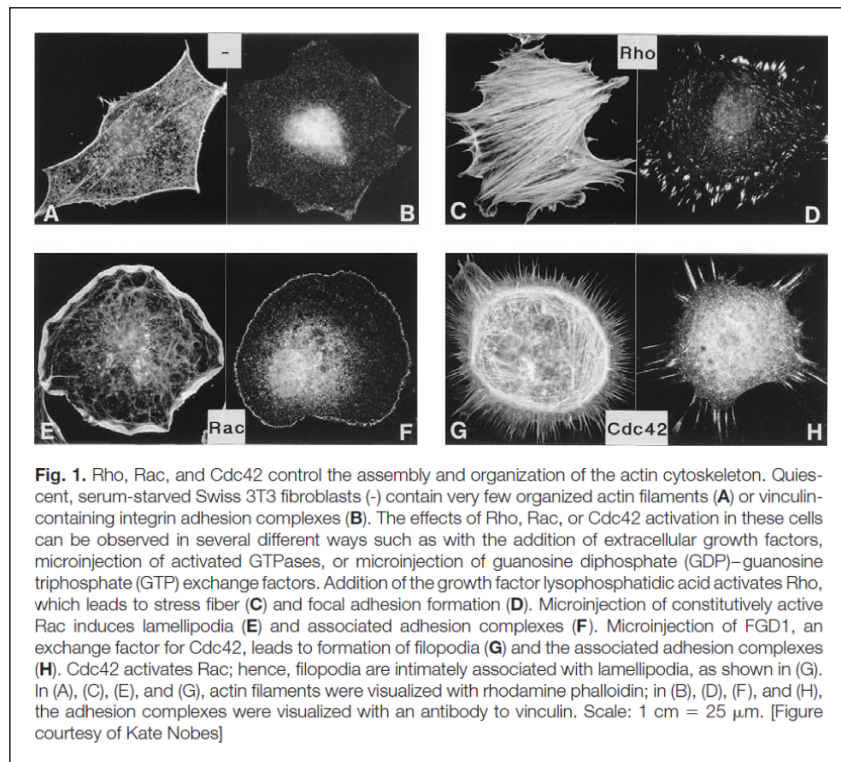 -
Rho
A
B
C
D
Rac
Cdc42
E
F
G
H
Fig. 1. Rho, Rac, and Cdc42 control the assembly and organization of the actin cytoskeleton. Quies-
cent, serum-starved Swiss 3T3 fibroblasts (-) contain very few organized actin filaments (A) or vinculin-
containing integrin adhesion complexes (B). The effects of Rho, Rac, or Cdc42 activation in these cells
can be observed in several different ways such as with the addition of extracellular growth factors,
microinjection of activated GTPases, or microinjection of guanosine diphosphate (GDP)–guanosine
triphosphate (GTP) exchange factors. Addition of the growth factor lysophosphatidic acid activates Rho,
which leads to stress fiber (C) and focal adhesion formation (D). Microinjection of constitutively active
Rac induces lamellipodia (E) and associated adhesion complexes (F). Microinjection of FGD1, an
exchange factor for Cdc42, leads to formation of filopodia (G) and the associated adhesion complexes
(H). Cdc42 activates Rac; hence, filopodia are intimately associated with lamellipodia, as shown in (G).
In (A), (C), (E), and (G), actin filaments were visualized with rhodamine phalloidin; in (B), (D), (F), and (H),
the adhesion complexes were visualized with an antibody to vinculin. Scale: 1 cm = 25 μm. [Figure
courtesy of Kate Nobes]